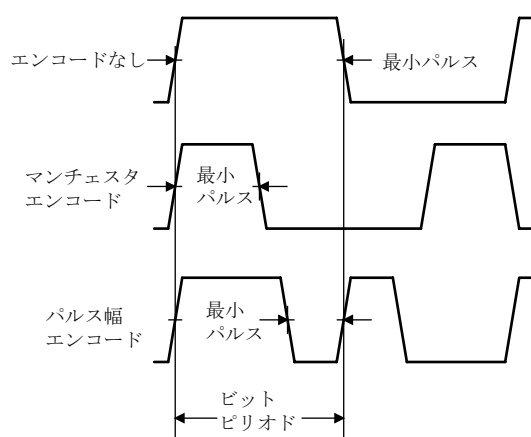 エンコードなし
最小パルス
マンチェスタ
エンコード
最小
パルス
パルス幅
エンコード
最小
パルス
ビット
ピリオド